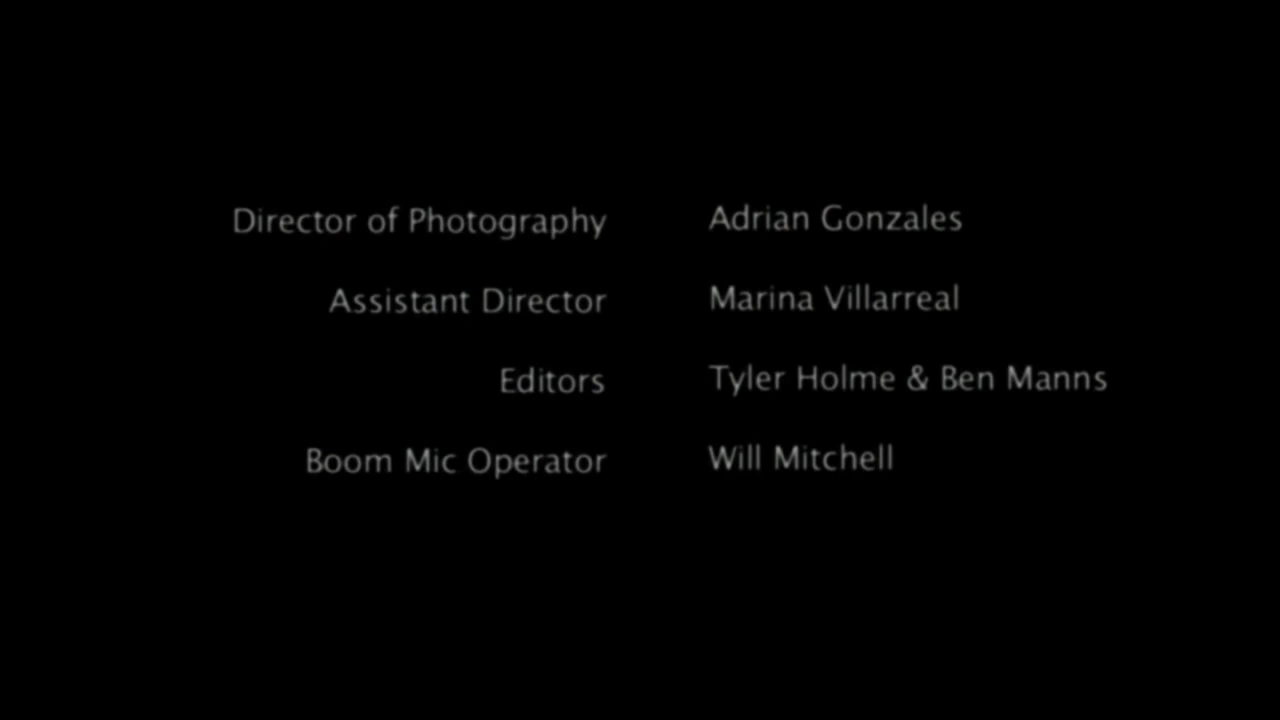 Director of Photography Adrian Gonzales
Assistant Director Marina Villarreal
Editors Tyler Holme & Ben Manns
Boom Mic Operator Will Mitchell